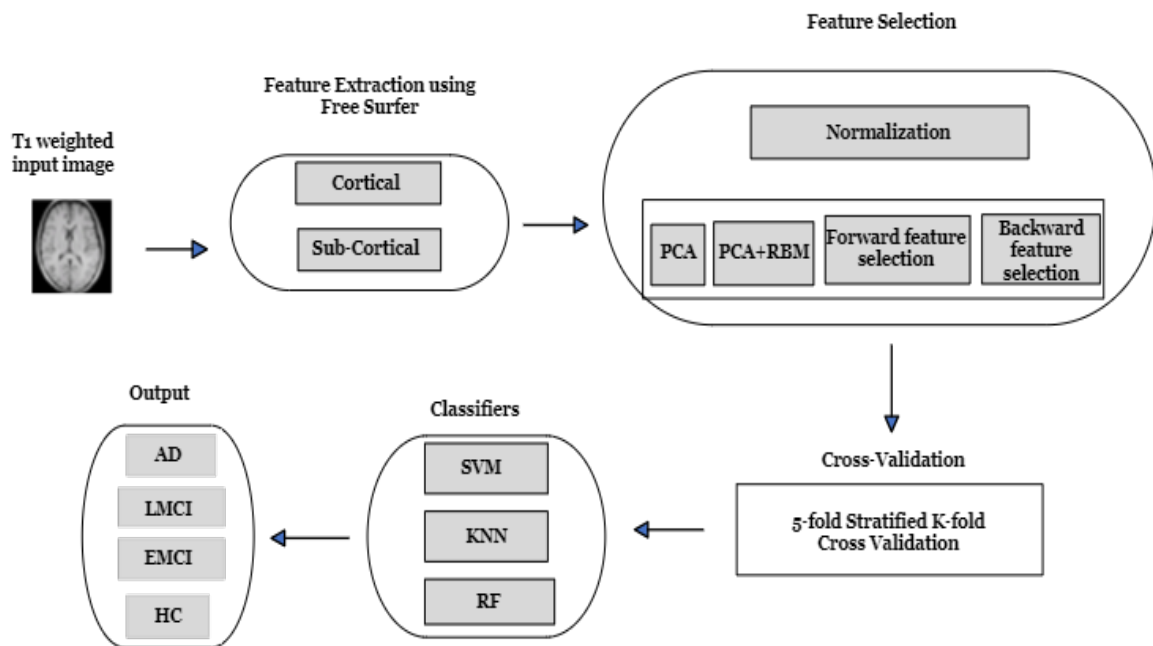 T1 weighted
input image
Feature Extraction using
Free Surfer
Cortical
Sub-Cortical
Feature Selection
Normalization
PCA
PCA+RBM
Forward feature
selection
Backward
feature
selection
Cross-Validation
5-fold Stratified K-fold
Cross Validation
Classifiers
SVM
KNN
RF
Output
AD
LMCI
EMCI
HC